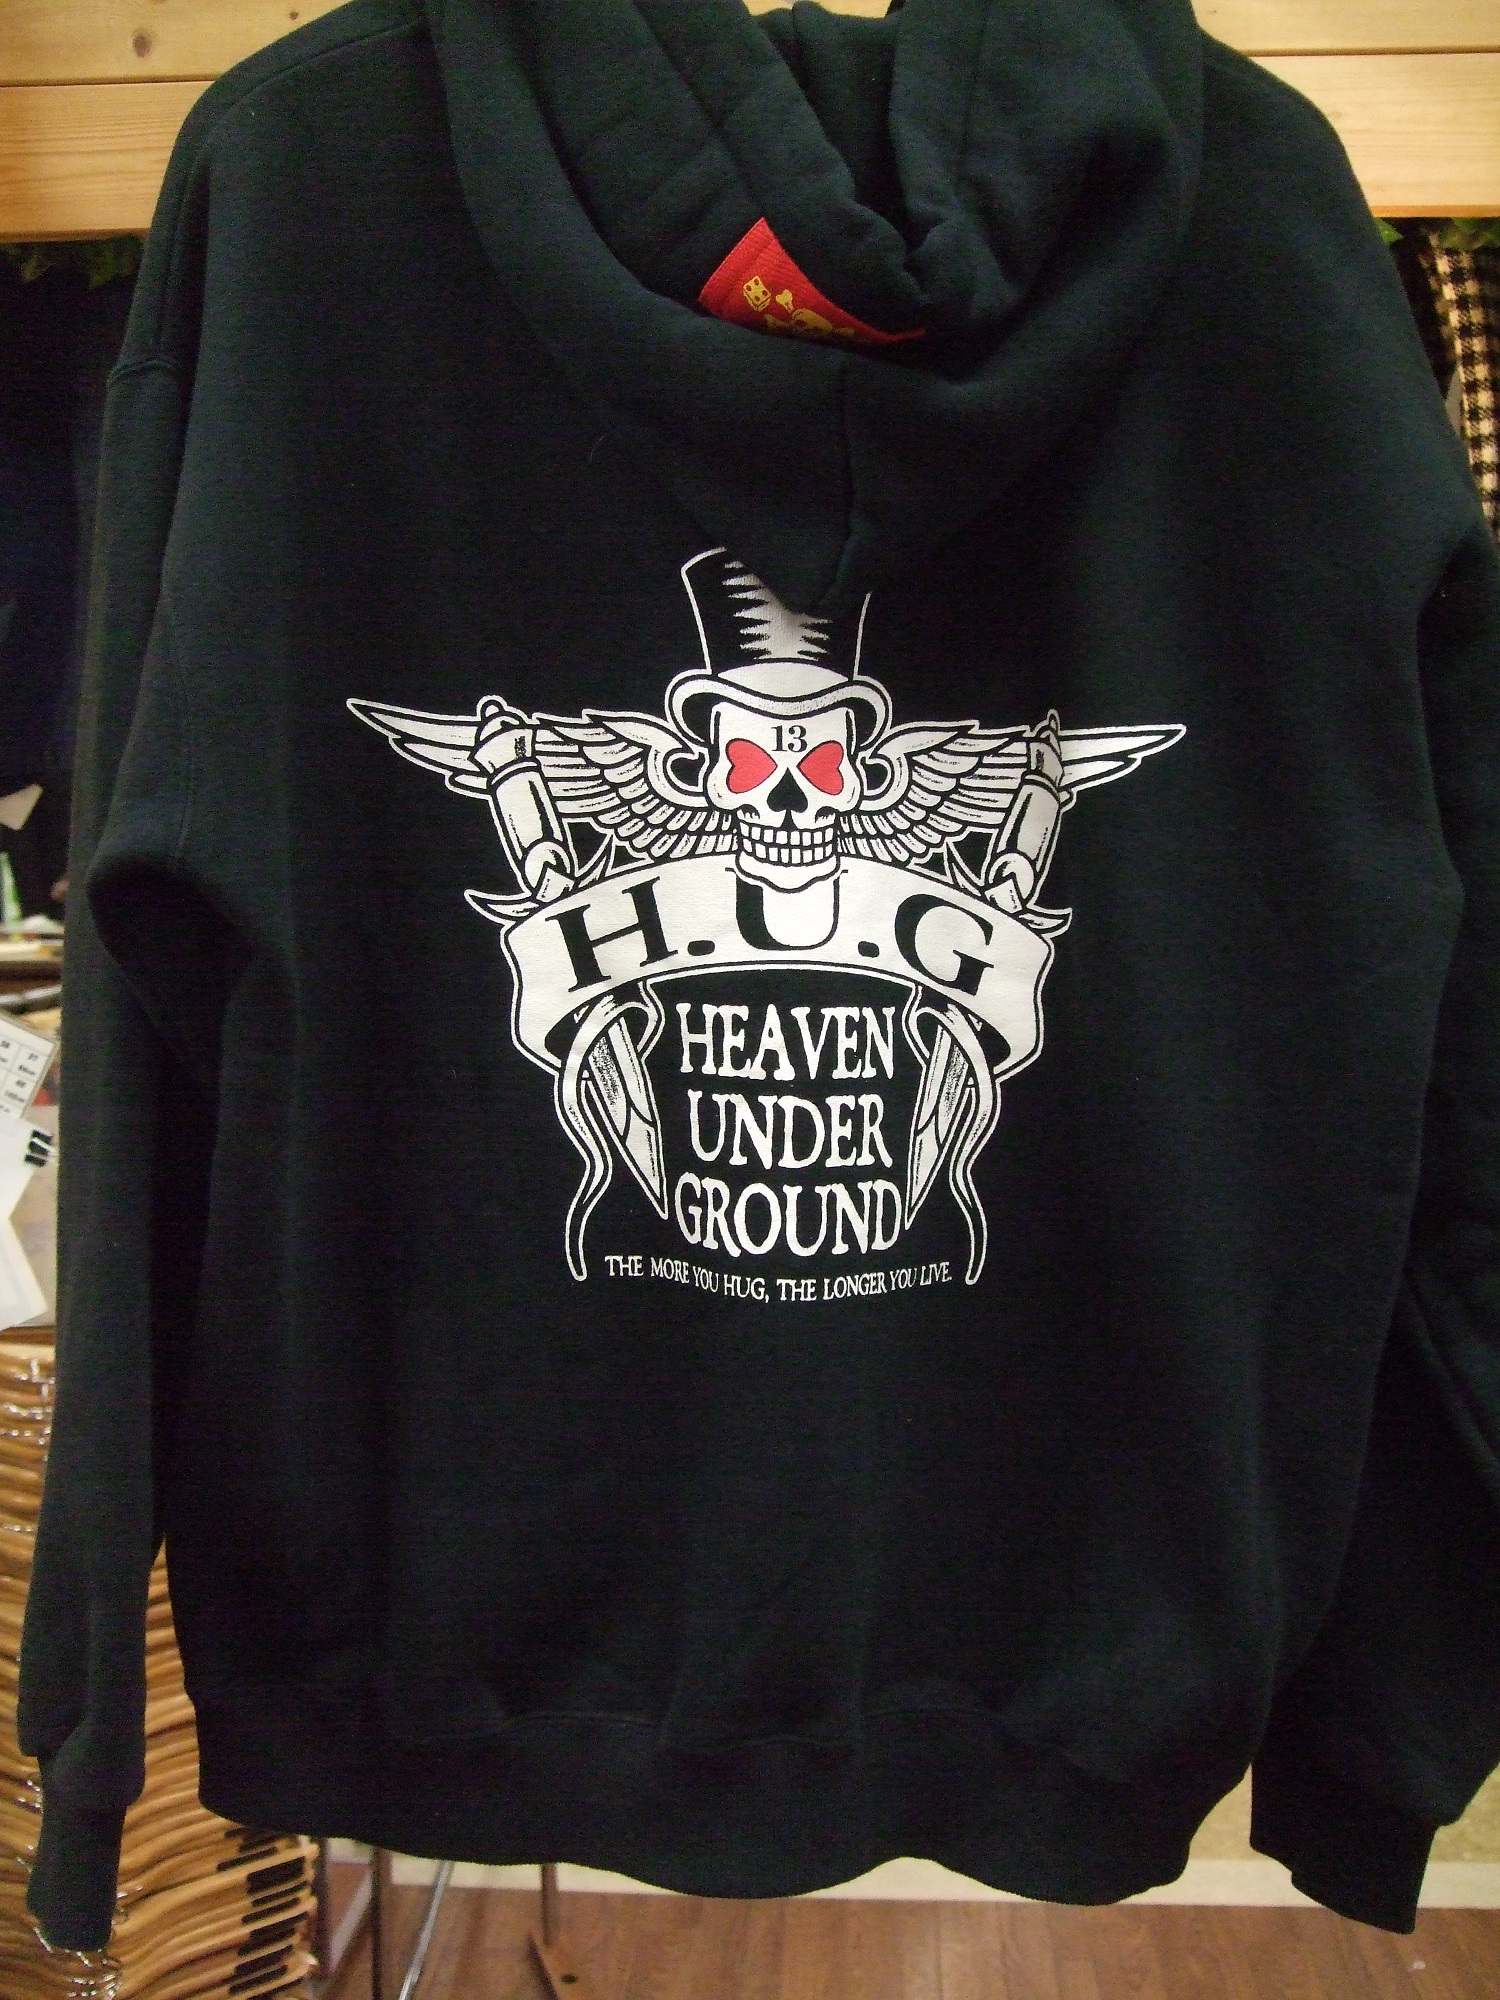 13
H.U.G
HEAVEN
UNDER
GROUND
THE MORE YOU HUG, THE LONGER YOU LIVE.